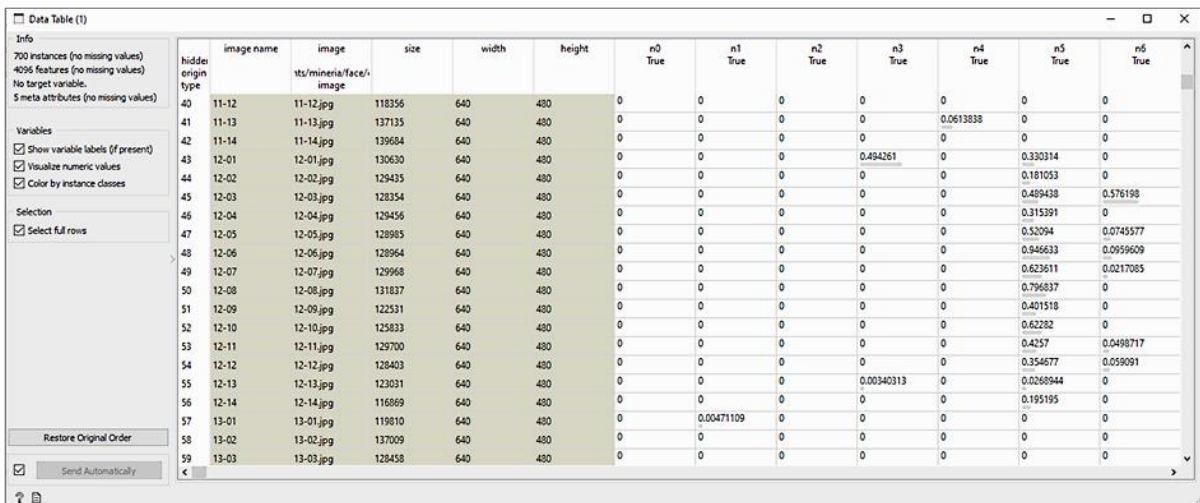 Data Table (1)
Info
700 instances (no missing values)
4096 features (no missing values)
No target variable.
5 meta attributes (no missing values)
Variables
Show variable labels (if present)
Visualize numeric values
Color by instance classes
Selection
Select full rows
Restore Original Order
Send Automatically
image name image size width height n0 n1 n2 n3 n4 n5 n6
True True True True True True True
hidden
origin ıts/mineria/face/
type image
40 11-12 11-12.jpg 118356 640 480 0 0 0 0 0 0 0
41 11-13 11-13.jpg 137135 640 480 0 0 0 0 0.0613838 0 0
42 11-14 11-14.jpg 139684 640 480 0 0 0 0 0 0 0
43 12-01 12-01.jpg 130630 640 480 0 0 0 0.494261 0 0.330314 0
44 12-02 12-02.jpg 129435 640 480 0 0 0 0 0 0.181053 0
45 12-03 12-03.jpg 128354 640 480 0 0 0 0 0 0.489438 0.576198
46 12-04 12-04.jpg 129456 640 480 0 0 0 0 0 0.315391 0
47 12-05 12-05.jpg 128985 640 480 0 0 0 0 0 0.52094 0.0745577
48 12-06 12-06.jpg 128964 640 480 0 0 0 0 0 0.946633 0.0959609
49 12-07 12-07.jpg 129968 640 480 0 0 0 0 0 0.623611 0.0217085
50 12-08 12-08.jpg 131837 640 480 0 0 0 0 0 0.796837 0
51 12-09 12-09.jpg 122531 640 480 0 0 0 0 0 0.401518 0
52 12-10 12-10.jpg 125833 640 480 0 0 0 0 0 0.62282 0
53 12-11 12-11.jpg 129700 640 480 0 0 0 0 0 0.4257 0.0498717
54 12-12 12-12.jpg 128403 640 480 0 0 0 0 0 0.354677 0.059091
55 12-13 12-13.jpg 123031 640 480 0 0 0 0.00340313 0 0.0268944 0
56 12-14 12-14.jpg 116869 640 480 0 0 0 0 0 0.195195 0
57 13-01 13-01.jpg 119810 640 480 0 0.00471109 0 0 0 0 0
58 13-02 13-02.jpg 137009 640 480 0 0 0 0 0 0 0
59 13-03 13-03.jpg 128458 640 480 0 0 0 0 0 0 0